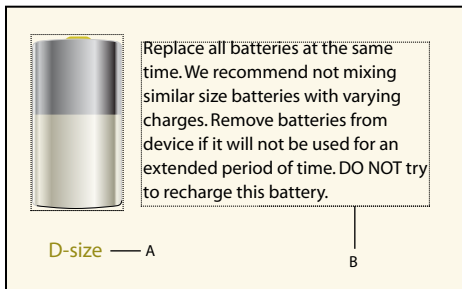 Replace all batteries at the same
time. We recommend not mixing
similar size batteries with varying
charges. Remove batteries from
device if it will not be used for an
extended period of time. DO NOT try
to recharge this battery.
D-size
A
B